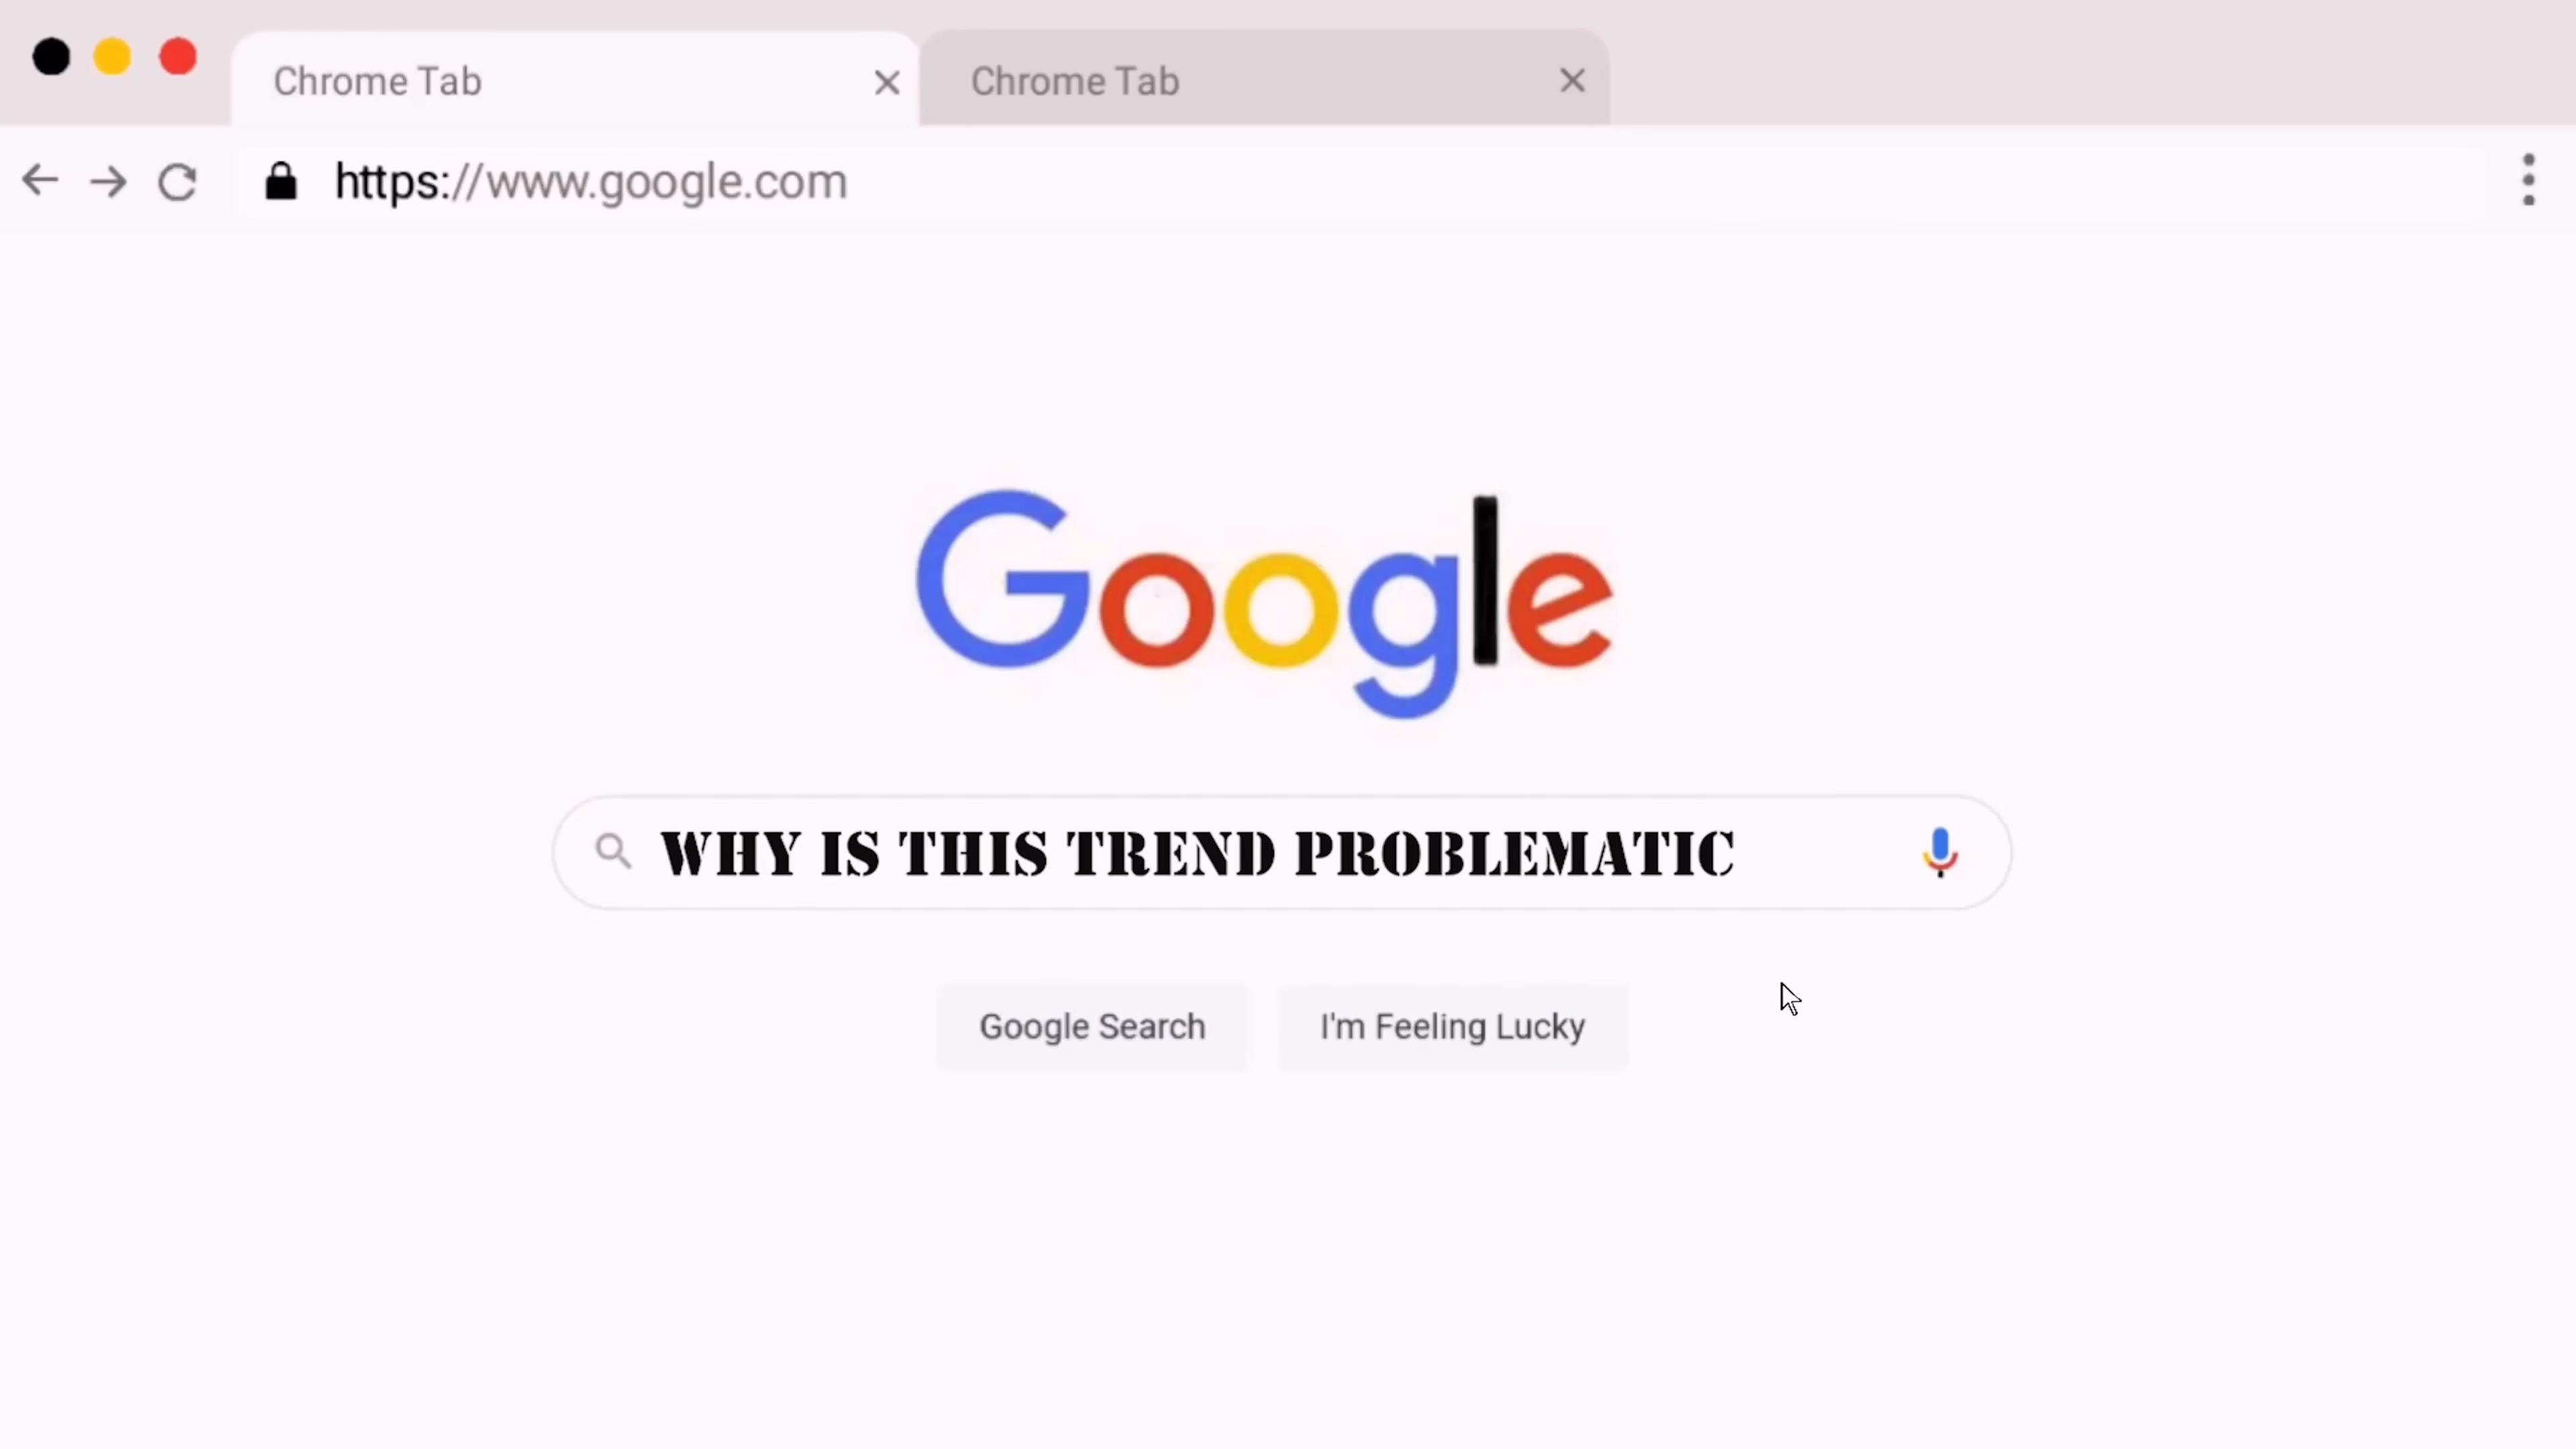 Chrome Tab
Chrome Tab
https://www.google.com
Google
WHY IS THIS TREND PROBLEMATIC
Google Search
I'm Feeling Lucky